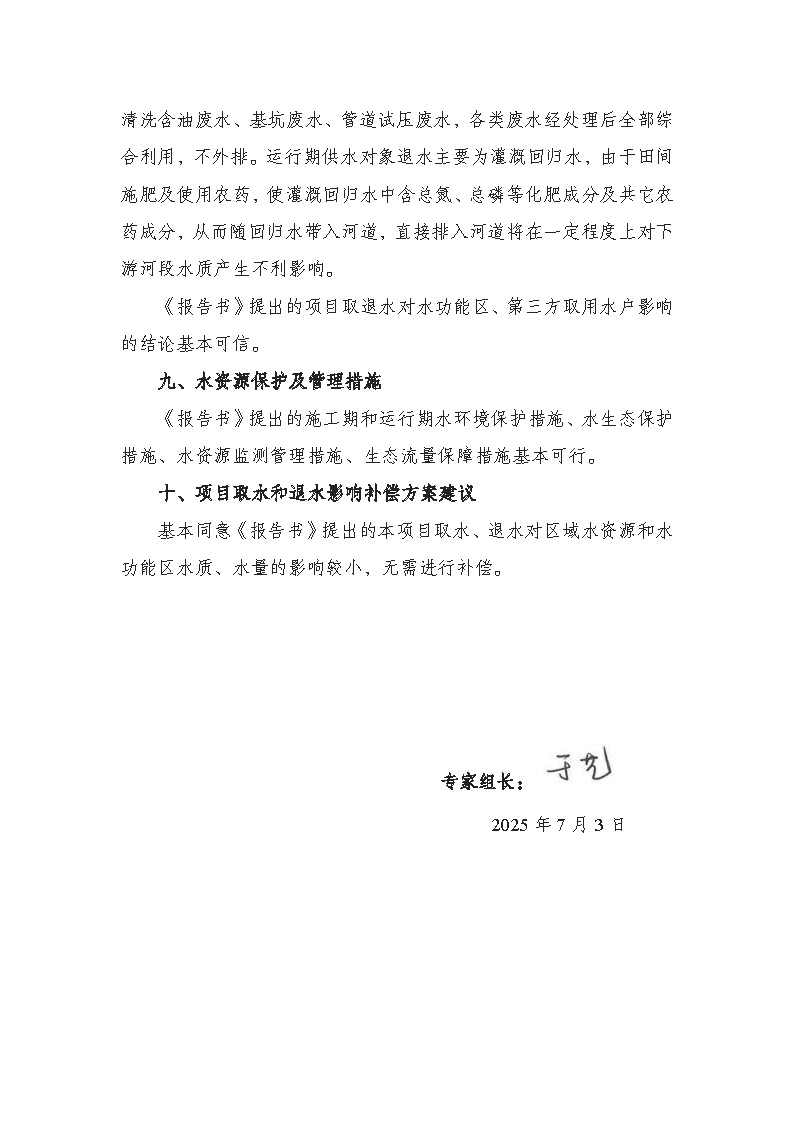 清洗含油废水、基坑废水、管道试压废水，各类废水经处理后全部综
合利用，不外排。运行期供水对象退水主要为灌溉回归水，由于田间
施肥及使用农药，使灌溉回归水中含总氮、总磷等化肥成分及其它农
药成分，从而随回归水带入河道，直接排入河道将在一定程度上对下
游河段水质产生不利影响。
《报告书》提出的项目取退水对水功能区、第三方取用水户影响
的结论基本可信。
九、水资源保护及管理措施
《报告书》提出的施工期和运行期水环境保护措施、水生态保护
措施、水资源监测管理措施、生态流量保障措施基本可行。
十、项目取水和退水影响补偿方案建议
基本同意《报告书》提出的本项目取水、退水对区域水资源和水
功能区水质、水量的影响较小，无需进行补偿。
专家组长：
2025 年 7 月 3 日